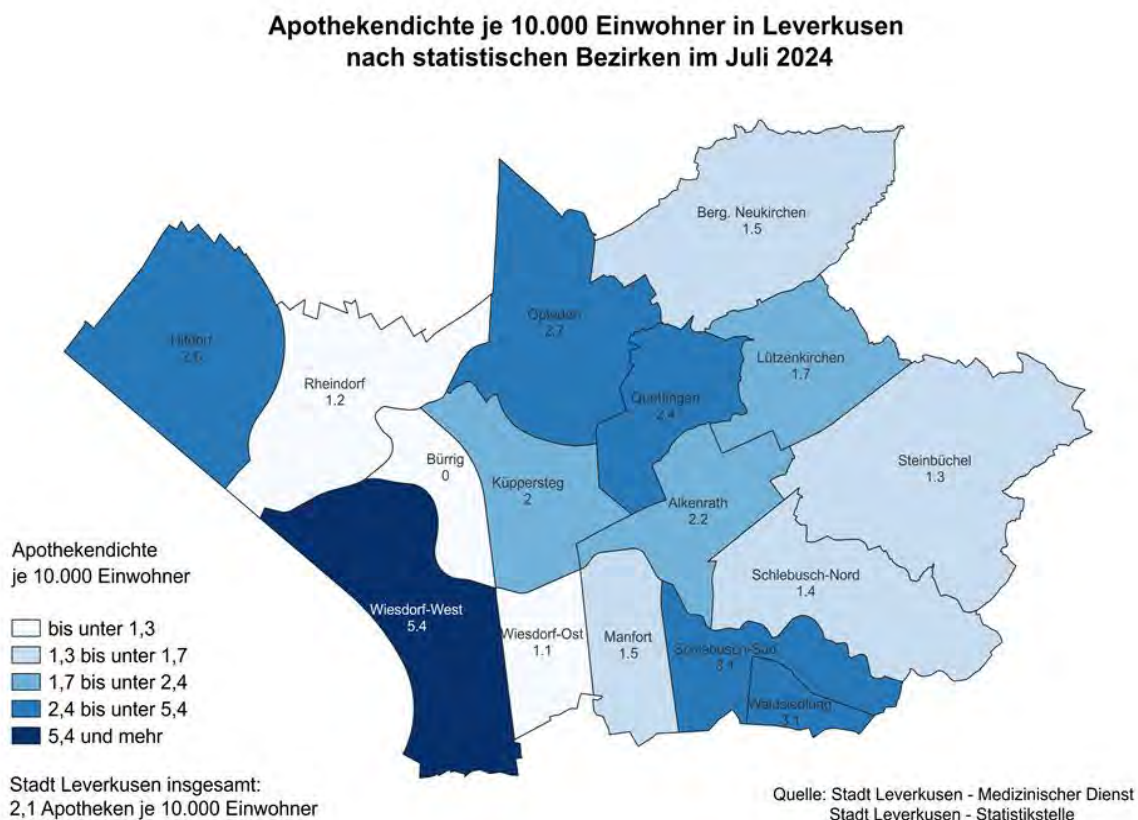 Apothekendichte je 10.000 Einwohner in Leverkusen
nach statistischen Bezirken im Juli 2024
Berg. Neukirchen
1.5
Opladen
2.7
Hitdorf
Lützenkirchen
1.7
Rheindorf
1.2
Quettingen
2.4
Bürrig
0
Steinbüchel
1.3
Küppersteg
2
Alkenrath
2.2
Schlebusch-Nord
1.4
Wiesdorf-West
5.4
Wiesdorf-Ost
1.1
Manfort
1.5
Schlebusch-Süd
Waldsiedlung
3.1
Apothekendichte
je 10.000 Einwohner
bis unter 1,3
1,3 bis unter 1,7
1,7 bis unter 2,4
2,4 bis unter 5,4
5,4 und mehr
Stadt Leverkusen insgesamt:
2,1 Apotheken je 10.000 Einwohner
Quelle: Stadt Leverkusen - Medizinischer Dienst
Stadt Leverkusen - Statistikstelle